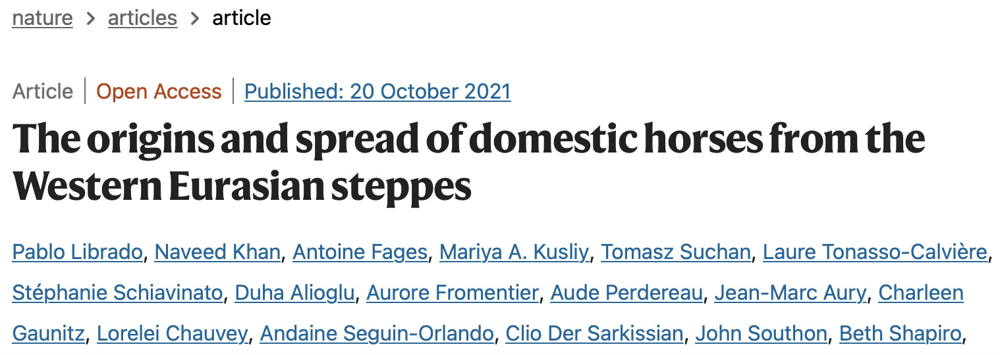 nature > articles > article
Article | Open Access | Published: 20 October 2021
The origins and spread of domestic horses from the
Western Eurasian steppes
Pablo Librado, Naveed Khan, Antoine Fages, Mariya A. Kusliy, Tomasz Suchan, Laure Tonasso-Calvière,
Stéphanie Schiavinato, Duha Alioglu, Aurore Fromentier, Aude Perdereau, Jean-Marc Aury, Charleen
Gaunitz, Lorelei Chauvey, Andaine Seguin-Orlando, Clio Der Sarkissian, John Southon, Beth Shapiro,